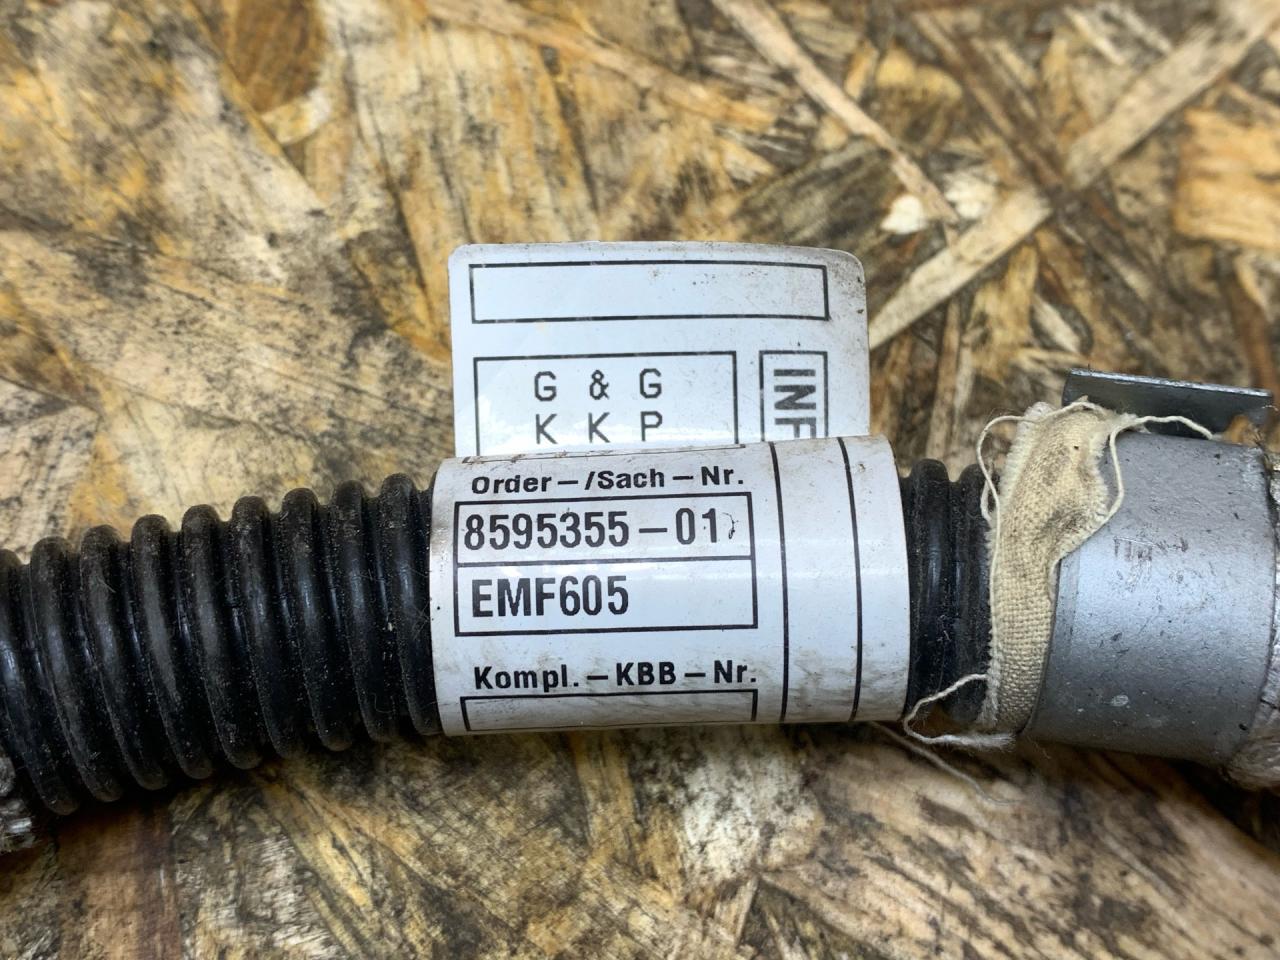 G & G
K K P
INF
Order-/Sach-Nr.
8595355-01
EMF605
Kompl.-KBB-Nr.